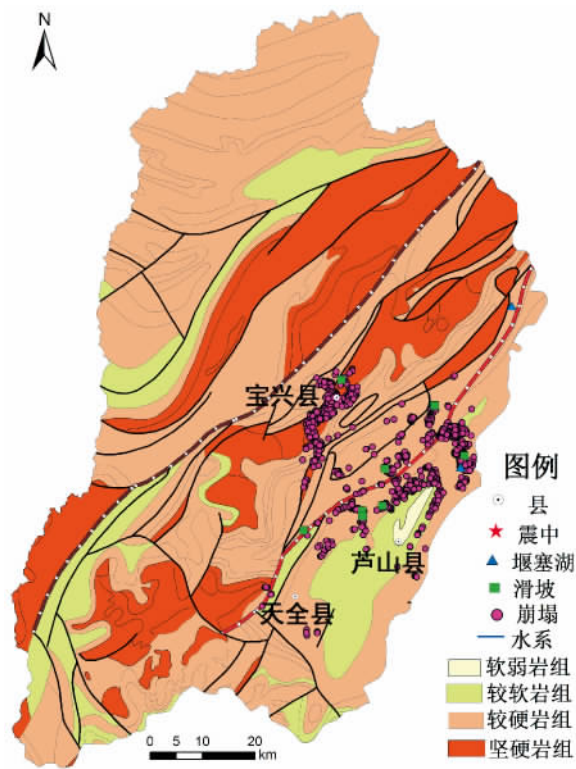 N
宝兴县
芦山县
天全县
图例
县
震中
堰塞湖
滑坡
崩塌
水系
软弱岩组
较软岩组
较硬岩组
坚硬岩组
0 5 10 20
km